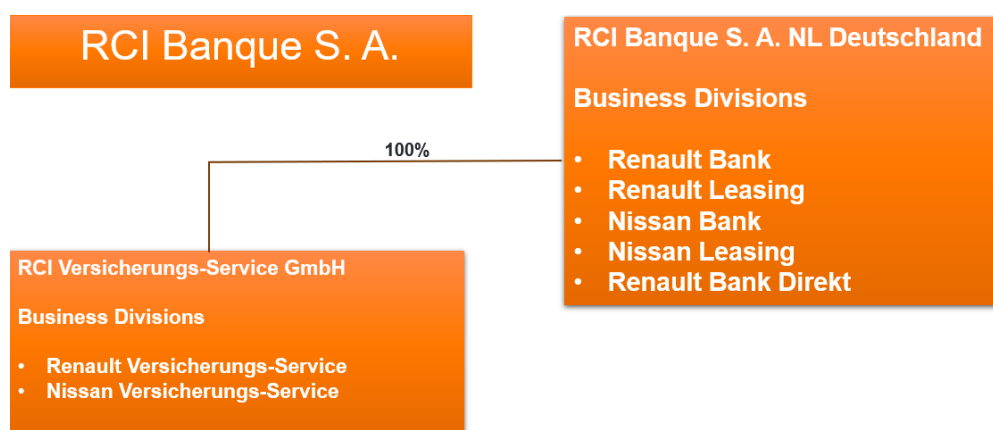 RCI Banque S. A.
RCI Banque S. A. NL Deutschland
Business Divisions
• Renault Bank
• Renault Leasing
• Nissan Bank
• Nissan Leasing
• Renault Bank Direkt
100%
RCI Versicherungs-Service GmbH
Business Divisions
• Renault Versicherungs-Service
• Nissan Versicherungs-Service